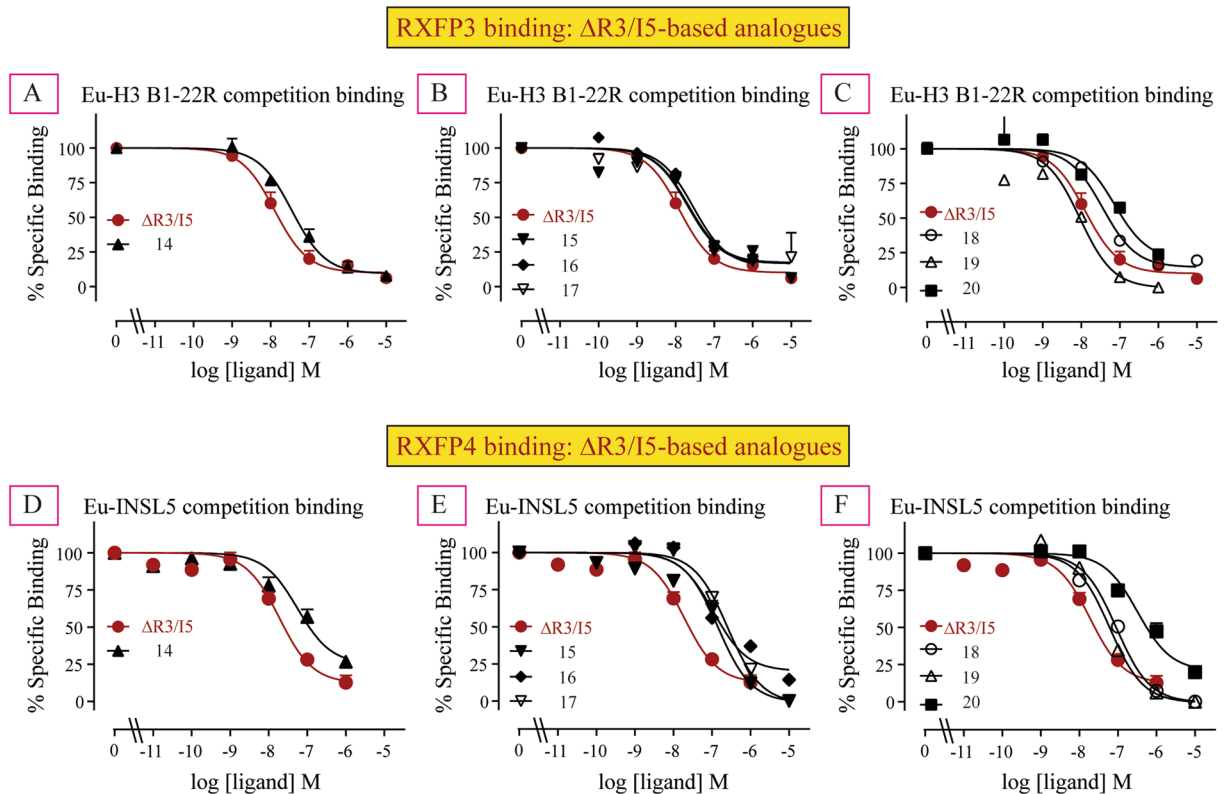 RXFP3 binding: ΔR3/I5-based analogues
A
Eu-H3 B1-22R competition binding
% Specific Binding
100
75
50
25
0
ΔR3/I5
14
0 -11 -10 -9 -8 -7 -6 -5
log [ligand] M
B
Eu-H3 B1-22R competition binding
% Specific Binding
100
75
50
25
0
ΔR3/I5
15
16
17
0 -11 -10 -9 -8 -7 -6 -5
log [ligand] M
C
Eu-H3 B1-22R competition binding
% Specific Binding
100
75
50
25
0
ΔR3/I5
18
19
20
0 -11 -10 -9 -8 -7 -6 -5
log [ligand] M
RXFP4 binding: ΔR3/I5-based analogues
D
Eu-INSL5 competition binding
% Specific Binding
100
75
50
25
0
ΔR3/I5
14
0 -11 -10 -9 -8 -7 -6 -5
log [ligand] M
E
Eu-INSL5 competition binding
% Specific Binding
100
75
50
25
0
ΔR3/I5
15
16
17
0 -11 -10 -9 -8 -7 -6 -5
log [ligand] M
F
Eu-INSL5 competition binding
% Specific Binding
100
75
50
25
0
ΔR3/I5
18
19
20
0 -11 -10 -9 -8 -7 -6 -5
log [ligand] M